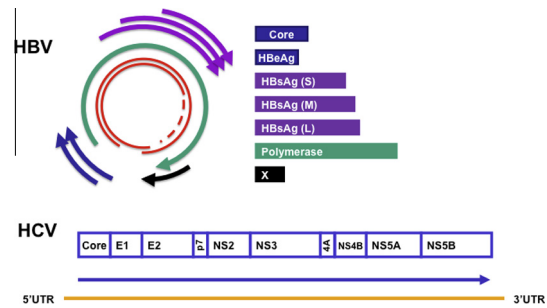 HBV
Core
HBeAg
HBsAg (S)
HBsAg (M)
HBsAg (L)
Polymerase
X
HCV
Core E1 E2 p7 NS2 NS3 4A NS4B NS5A NS5B
5'UTR 3'UTR